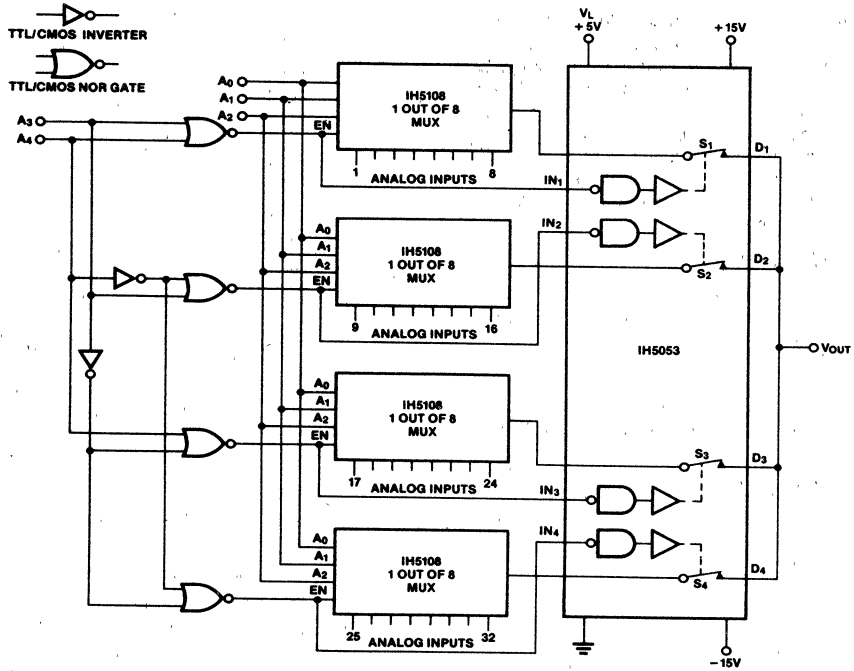 TTL/CMOS INVERTER
TTL/CMOS NOR GATE
VL
+5V
+15V
A0
A1
A2
A3
A4
EN
IH5108
1 OUT OF 8
MUX
1
ANALOG INPUTS
8
IN1
S1
D1
IN2
A0
A1
A2
EN
IH5108
1 OUT OF 8
MUX
9
ANALOG INPUTS
16
S2
D2
IH5053
VOUT
A0
A1
A2
EN
IH5108
1 OUT OF 8
MUX
17
ANALOG INPUTS
24
IN3
S3
D3
IN4
A0
A1
A2
EN
IH5108
1 OUT OF 8
MUX
25
ANALOG INPUTS
32
S4
D4
-15V